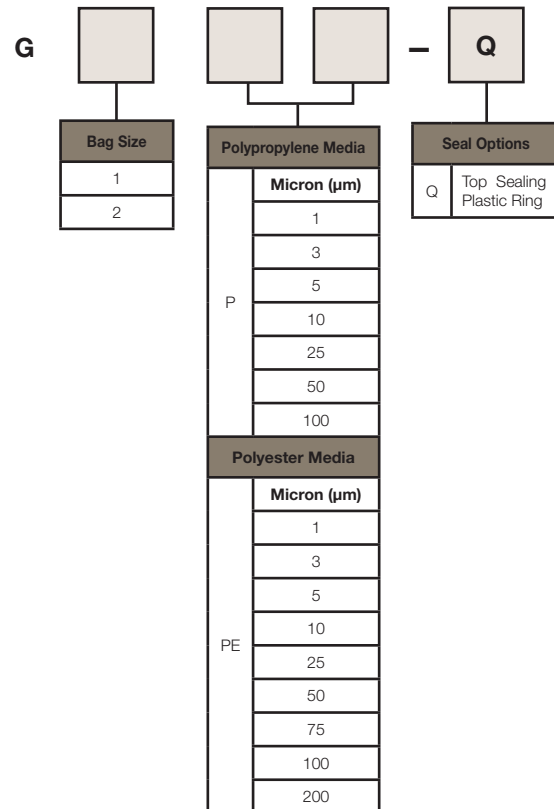 G – Q
Bag Size
1
2
Polypropylene Media
P
Micron (µm)
1
3
5
10
25
50
100
Polyester Media
PE
Micron (µm)
1
3
5
10
25
50
75
100
200
Seal Options
Q
Top Sealing
Plastic Ring